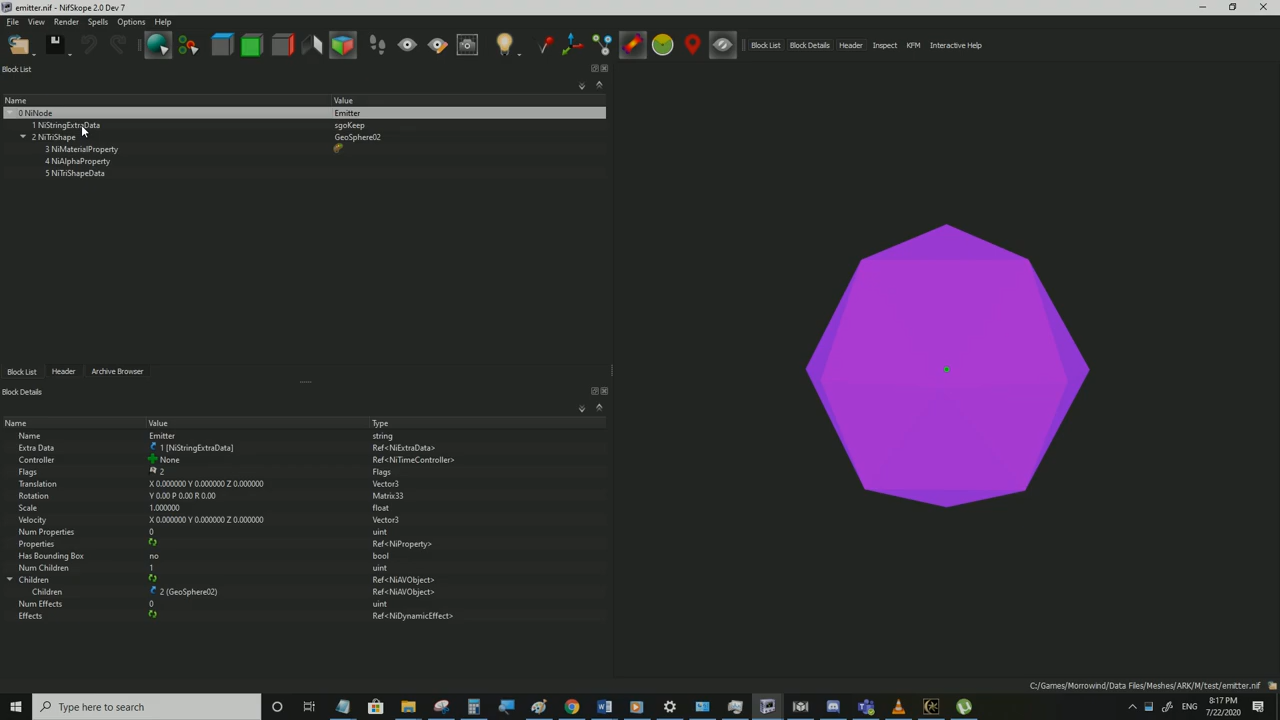 emitter.nif - NifSkope 2.0 Dev 7
File View Render Spells Options Help
Block List Block Details Header Inspect KFM Interactive Help
Block List
Name Value
0 NiNode Emitter
1 NiStringExtraData sgoKeep
2 NiTriShape GeoSphere02
3 NiMaterialProperty
4 NiAlphaProperty
5 NiTriShapeData
Block List Header Archive Browser
Block Details
Name Value Type
Name Emitter string
Extra Data 1 [NiStringExtraData] Ref<NiExtraData>
Controller None Ref<NiTimeController>
Flags 2 Flags
Translation X 0.000000 Y 0.000000 Z 0.000000 Vector3
Rotation Y 0.00 P 0.00 R 0.00 Matrix33
Scale 1.000000 float
Velocity X 0.000000 Y 0.000000 Z 0.000000 Vector3
Num Properties 0 uint
Properties Ref<NiProperty>
Has Bounding Box no bool
Num Children 1 uint
Children Ref<NiAVObject>
Children 2 (GeoSphere02) Ref<NiAVObject>
Num Effects 0 uint
Effects Ref<NiDynamicEffect>
C:/Games/Morrowind/Data Files/Meshes/ARK/M/test/emitter.nif
Type here to search
8:17 PM
7/22/2020